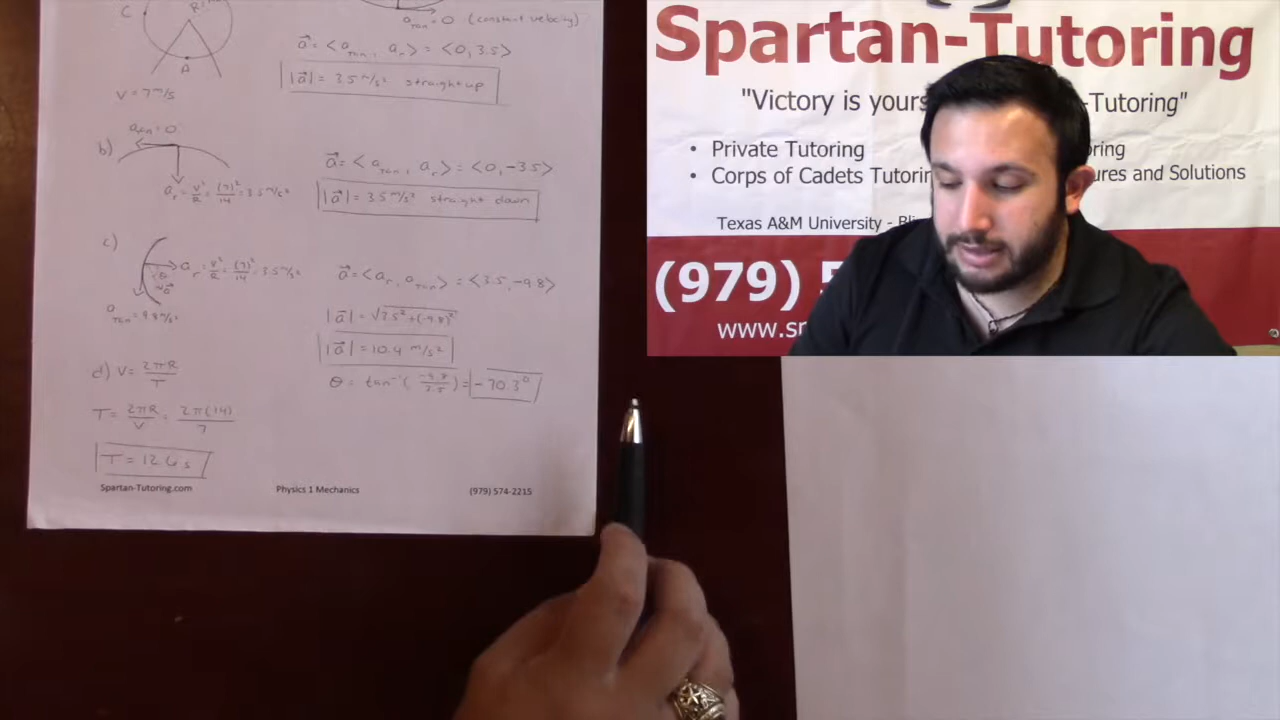 C
R=14
A
V = 7 m/s
a_Tan = 0 (constant velocity)
a⃗ = <a_Tan, a_r> = <0, 3.5>
|a⃗| = 3.5 m/s² straight up
b)
a_Tan = 0
a_r = V²/R = (7)²/14 = 3.5 m/s²
a⃗ = <a_Tan, a_r> = <0, -3.5>
|a⃗| = 3.5 m/s² straight down
c)
a_r = V²/R = (7)²/14 = 3.5 m/s²
θ
a⃗
a_Tan = 9.8 m/s²
a⃗ = <a_r, a_Tan> = <3.5, -9.8>
|a⃗| = √3.5² + (-9.8)²
|a⃗| = 10.4 m/s²
θ = tan⁻¹(-9.8/3.5) = -70.3°
d) V = 2πR/T
T = 2πR/V = 2π(14)/7
T = 12.6 s
Spartan-Tutoring.com Physics 1 Mechanics (979) 574-2215
Spartan-Tutoring
"Victory is yours -Tutoring"
• Private Tutoring
• Corps of Cadets Tutorin ures and Solutions
Texas A&M University - Bli
(979) 5
www.sp